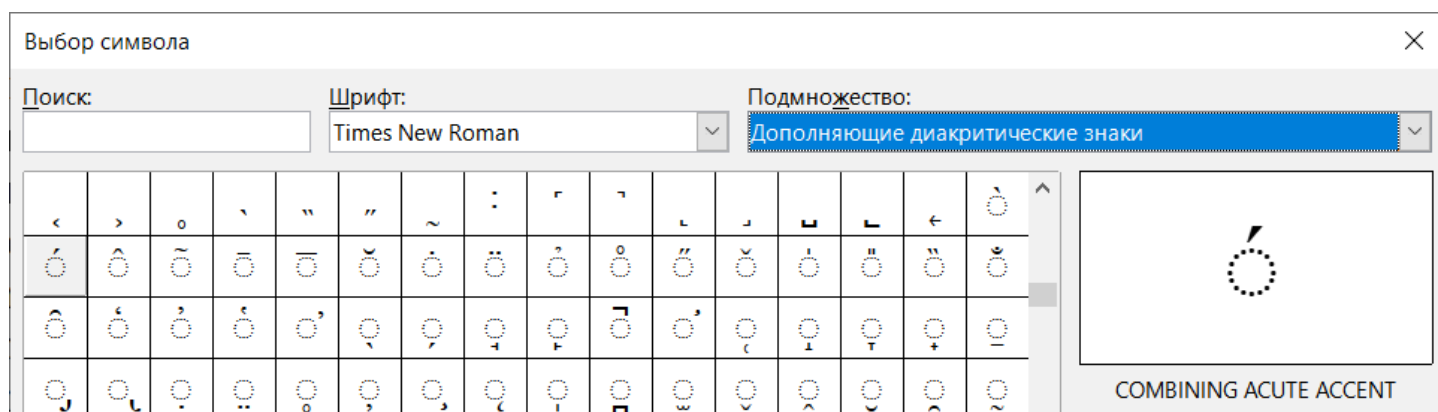 Выбор символа
Поиск: Шрифт: Подмножество:
Times New Roman Дополняющие диакритические знаки
COMBINING ACUTE ACCENT